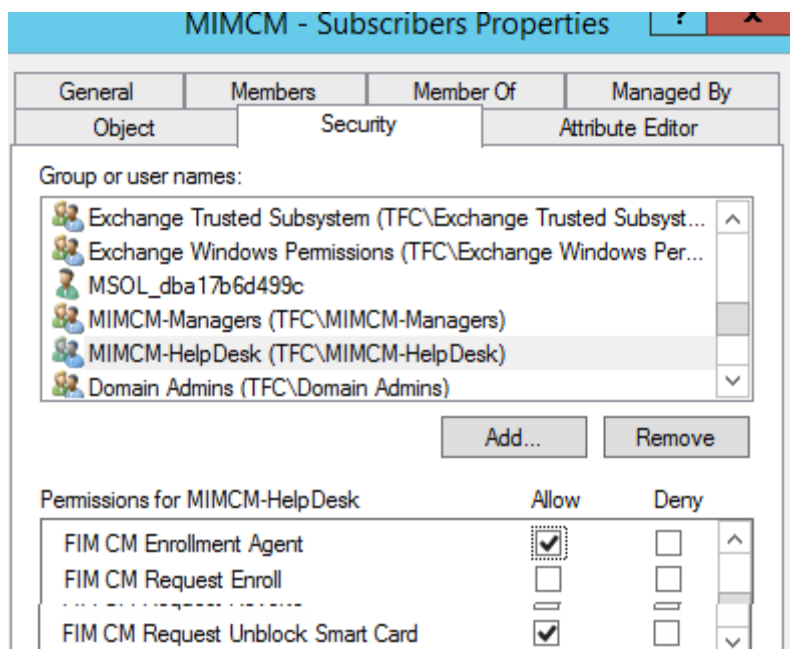 MIMCM - Subscribers Properties ? x
General Members Member Of Managed By
Object Security Attribute Editor
Group or user names:
Exchange Trusted Subsystem (TFC\Exchange Trusted Subsyst...
Exchange Windows Permissions (TFC\Exchange Windows Per...
MSOL_dba17b6d499c
MIMCM-Managers (TFC\MIMCM-Managers)
MIMCM-HelpDesk (TFC\MIMCM-HelpDesk)
Domain Admins (TFC\Domain Admins)
Add... Remove
Permissions for MIMCM-HelpDesk Allow Deny
FIM CM Enrollment Agent
FIM CM Request Enroll
FIM CM Request Unblock Smart Card